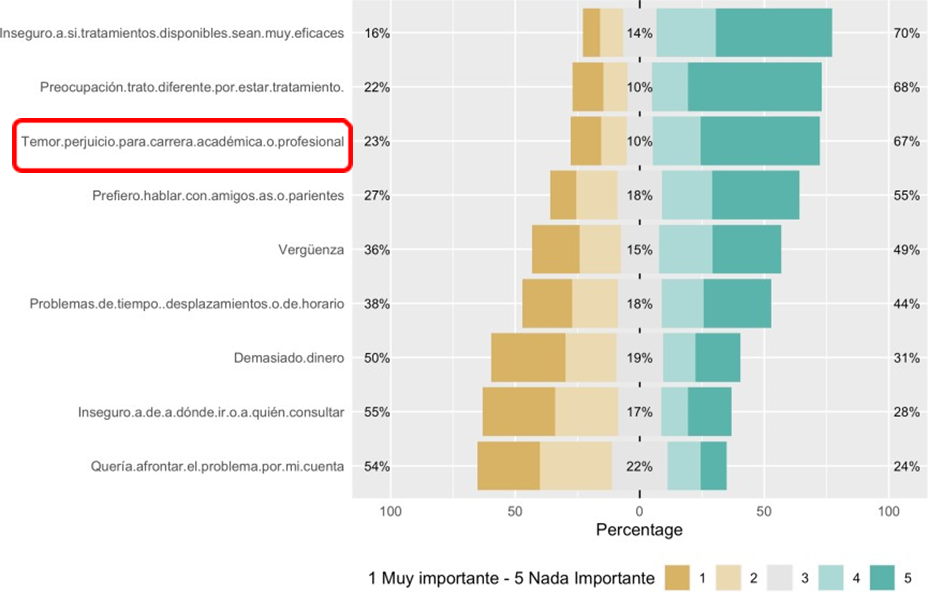 Inseguro.a.si.tratamientos.disponibles.sean.muy.eficaces 16% 14% 70%
Preocupación.trato.diferente.por.estar.tratamiento. 22% 10% 68%
Temor.perjuicio.para.carrera.académica.o.profesional 23% 10% 67%
Prefiero.hablar.con.amigos.as.o.parientes 27% 18% 55%
Vergüenza 36% 15% 49%
Problemas.de.tiempo..desplazamientos.o.de.horario 38% 18% 44%
Demasiado.dinero 50% 19% 31%
Inseguro.a.de.a.dónde.ir.o.a.quién.consultar 55% 17% 28%
Quería.afrontar.el.problema.por.mi.cuenta 54% 22% 24%
100 50 0 50 100
Percentage
1 Muy importante - 5 Nada Importante 1 2 3 4 5